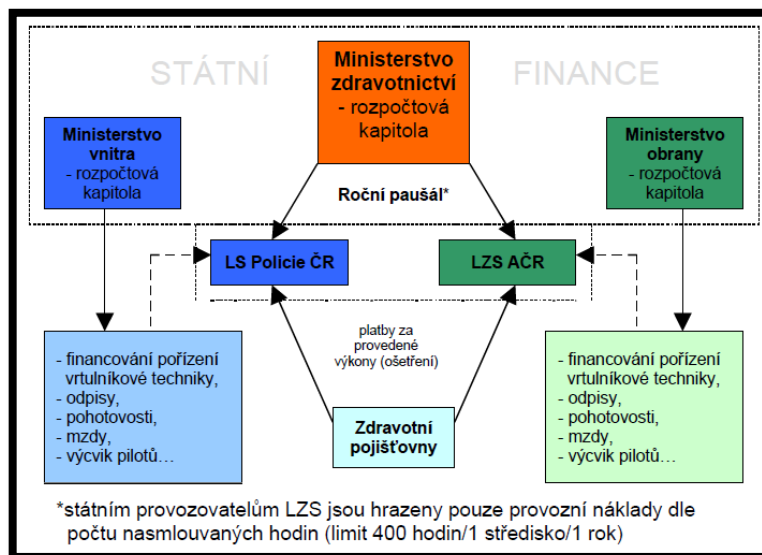 STÁTNÍ
FINANCE
Ministerstvo
zdravotnictví
- rozpočtová
kapitola
Ministerstvo
vnitra
- rozpočtová
kapitola
Ministerstvo
obrany
- rozpočtová
kapitola
Roční paušál*
LS Policie ČR
LZS AČR
platby za
provedené
výkony (ošetření)
- financování pořízení
vrtulníkové techniky,
- odpisy,
- pohotovosti,
- mzdy,
- výcvik pilotů…
Zdravotní
pojišťovny
- financování pořízení
vrtulníkové techniky,
- odpisy,
- pohotovosti,
- mzdy,
- výcvik pilotů…
*státním provozovatelům LZS jsou hrazeny pouze provozní náklady dle
počtu nasmlouvaných hodin (limit 400 hodin/1 středisko/1 rok)